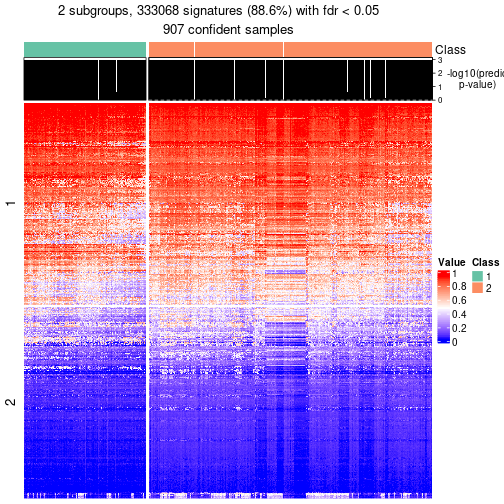 2 subgroups, 333068 signatures (88.6%) with fdr < 0.05
907 confident samples
Class
3
2
1
0
-log10(predic
p-value)
1
2
Value
1
0.8
0.6
0.4
0.2
0
Class
1
2